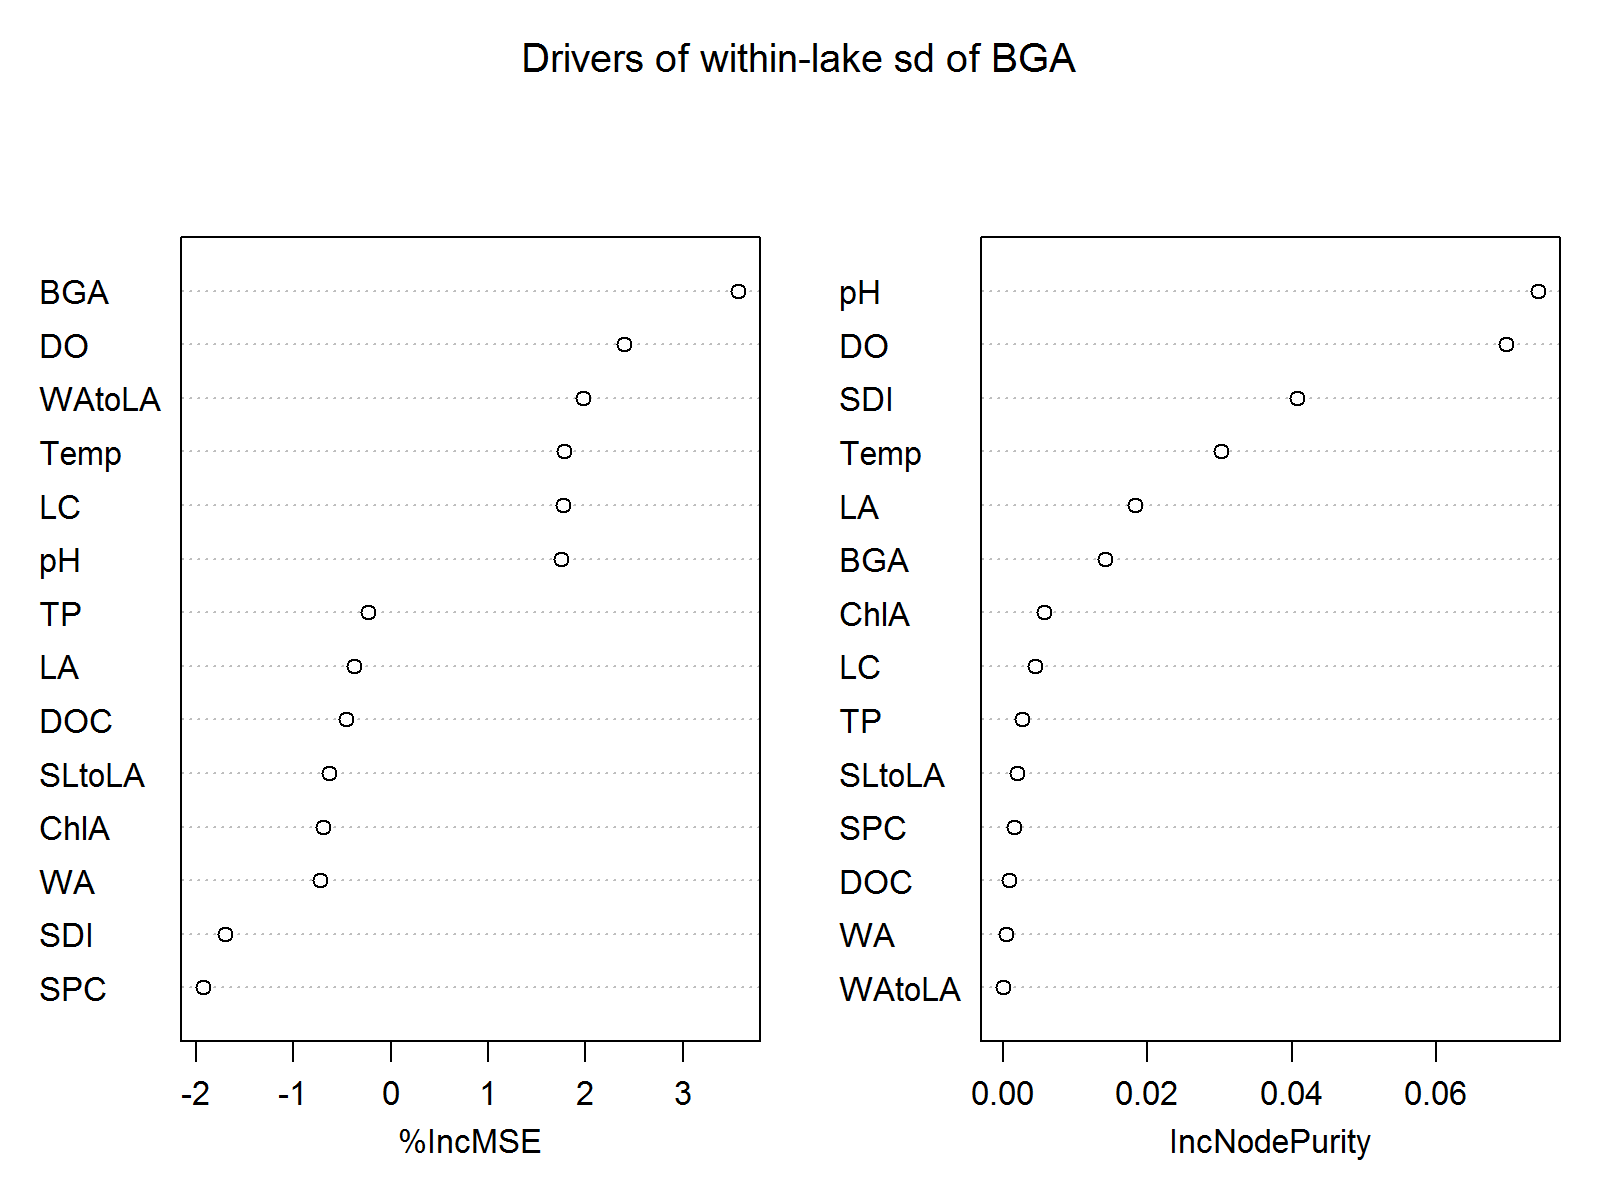 Drivers of within-lake sd of BGA
BGA
DO
WAtoLA
Temp
LC
pH
TP
LA
DOC
SLtoLA
ChlA
WA
SDI
SPC
-2 -1 0 1 2 3
%IncMSE
pH
DO
SDI
Temp
LA
BGA
ChlA
LC
TP
SLtoLA
SPC
DOC
WA
WAtoLA
0.00 0.02 0.04 0.06
IncNodePurity